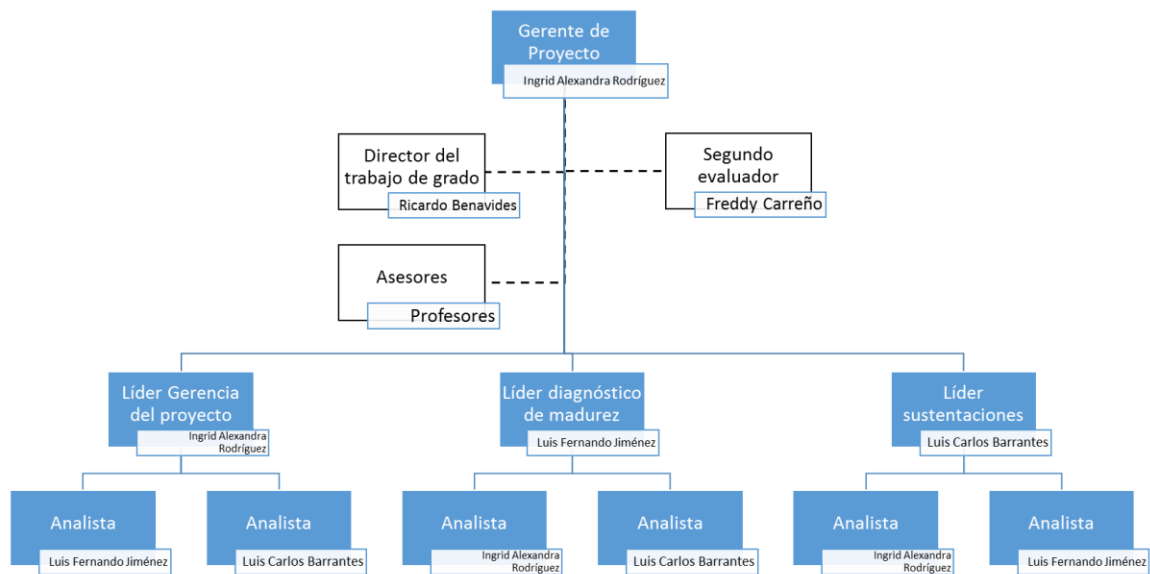 Gerente de
Proyecto
Ingrid Alexandra Rodríguez
Director del
trabajo de grado
Ricardo Benavides
Segundo
evaluador
Freddy Carreño
Asesores
Profesores
Líder Gerencia
del proyecto
Ingrid Alexandra
Rodríguez
Líder diagnóstico
de madurez
Luis Fernando Jiménez
Líder
sustentaciones
Luis Carlos Barrantes
Analista
Luis Fernando Jiménez
Analista
Luis Carlos Barrantes
Analista
Ingrid Alexandra
Rodríguez
Analista
Luis Carlos Barrantes
Analista
Ingrid Alexandra
Rodríguez
Analista
Luis Fernando Jiménez